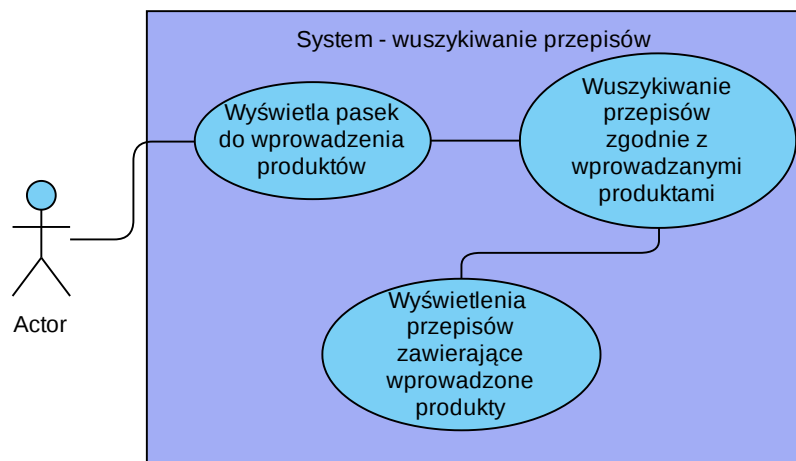 System - wuszykiwanie przepisów
Wyświetla pasek
do wprowadzenia
produktów
Wuszykiwanie
przepisów
zgodnie z
wprowadzanymi
produktami
Actor
Wyświetlenia
przepisów
zawierające
wprowadzone
produkty